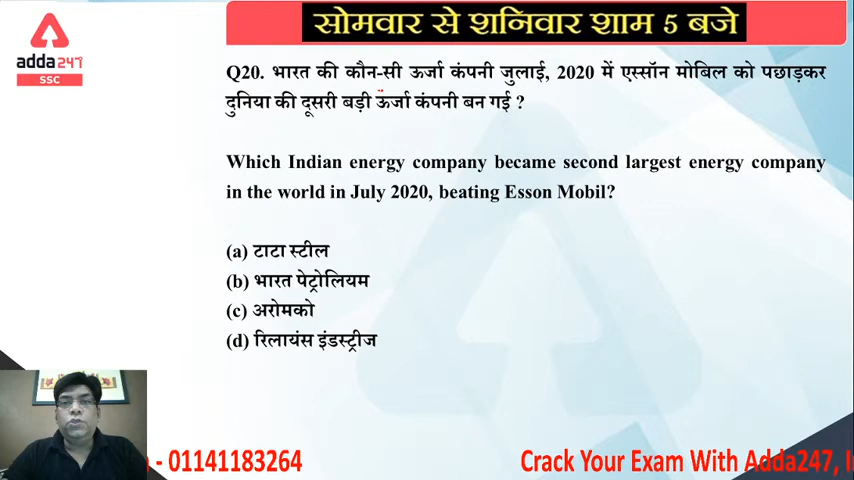 सोमवार से शनिवार शाम 5 बजे
adda247
SSC
Q20. भारत की कौन-सी ऊर्जा कंपनी जुलाई, 2020 में एस्सॉन मोबिल को पछाड़कर
दुनिया की दूसरी बड़ी ऊर्जा कंपनी बन गई ?
Which Indian energy company became second largest energy company
in the world in July 2020, beating Esson Mobil?
(a) टाटा स्टील
(b) भारत पेट्रोलियम
(c) अरोमको
(d) रिलायंस इंडस्ट्रीज
- 01141183264
Crack Your Exam With Adda247,